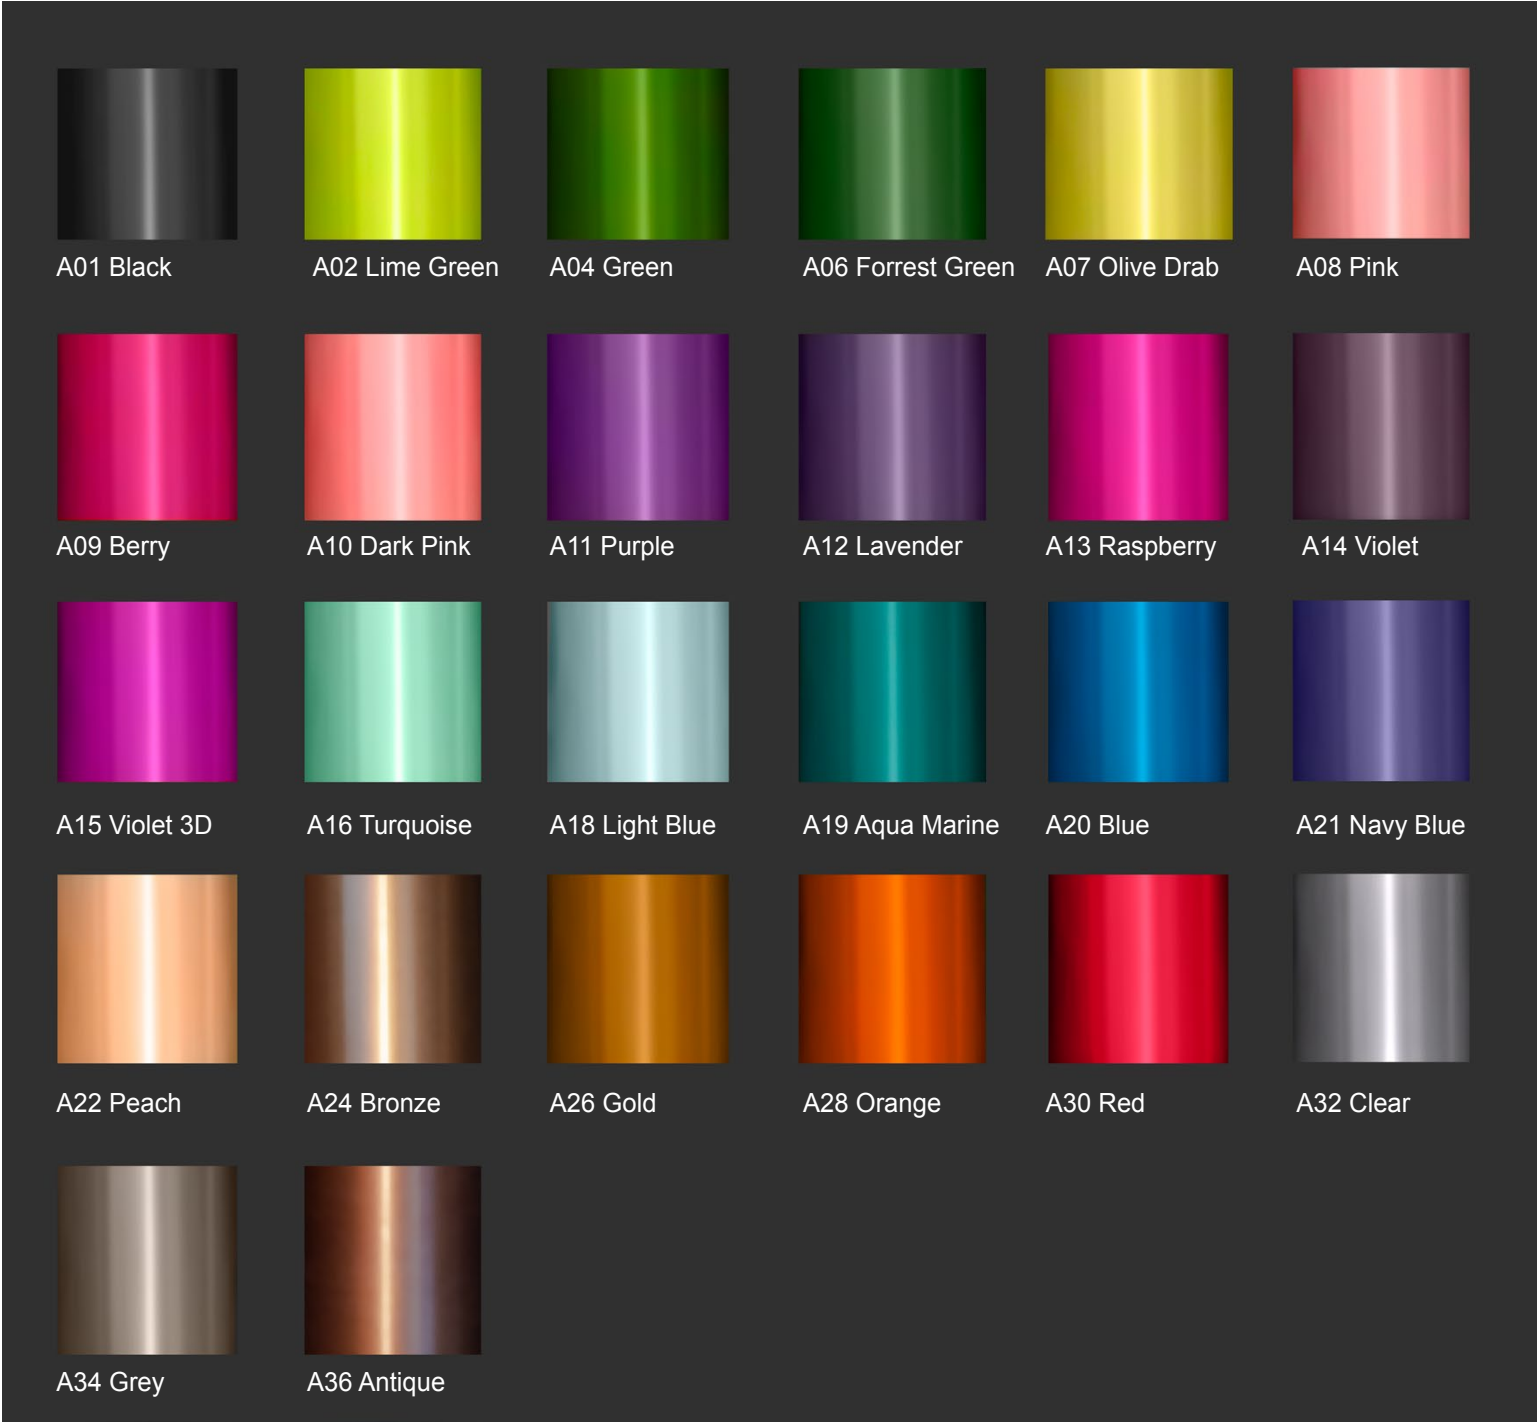 A01 Black
A02 Lime Green
A04 Green
A06 Forrest Green
A07 Olive Drab
A08 Pink
A09 Berry
A10 Dark Pink
A11 Purple
A12 Lavender
A13 Raspberry
A14 Violet
A15 Violet 3D
A16 Turquoise
A18 Light Blue
A19 Aqua Marine
A20 Blue
A21 Navy Blue
A22 Peach
A24 Bronze
A26 Gold
A28 Orange
A30 Red
A32 Clear
A34 Grey
A36 Antique